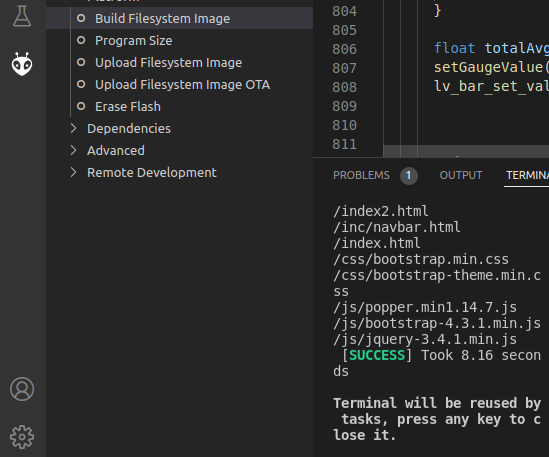 Build Filesystem Image
Program Size
Upload Filesystem Image
Upload Filesystem Image OTA
Erase Flash
Dependencies
Advanced
Remote Development
804 }
805
806 float totalAvg
807 setGaugeValue(
808 lv_bar_set_val
809
810
811
PROBLEMS 1 OUTPUT TERMIN
/index2.html
/inc/navbar.html
/index.html
/css/bootstrap.min.css
/css/bootstrap-theme.min.c
ss
/js/popper.min1.14.7.js
/js/bootstrap-4.3.1.min.js
/js/jquery-3.4.1.min.js
[SUCCESS] Took 8.16 secon
ds
Terminal will be reused by
tasks, press any key to c
lose it.